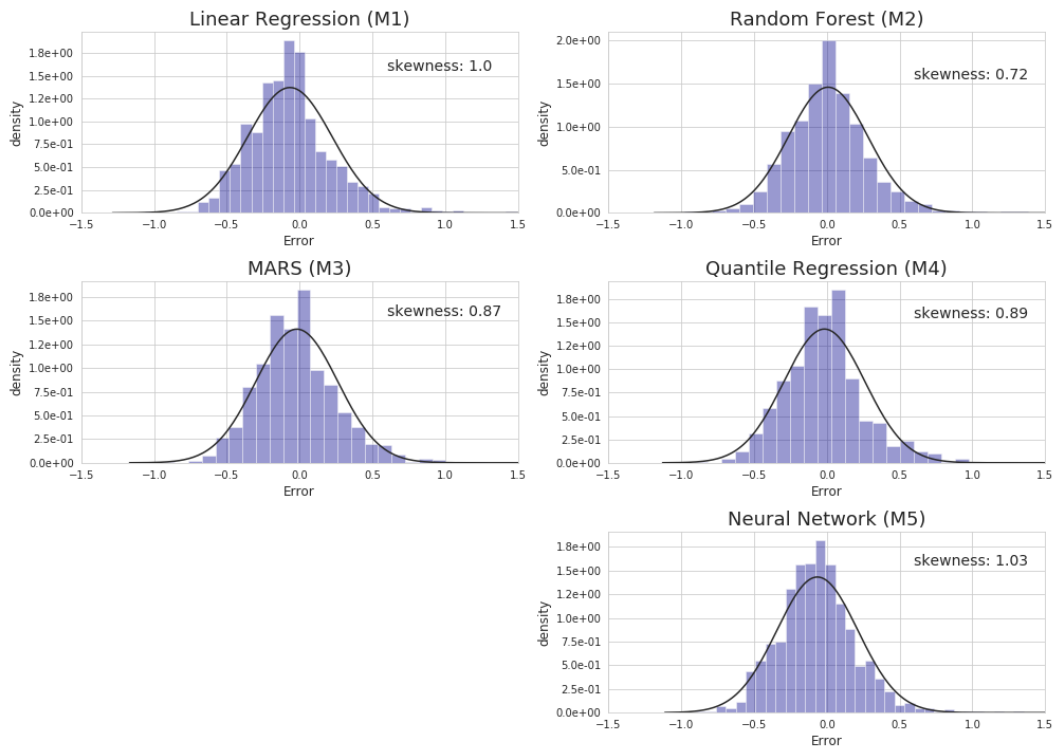 Linear Regression (M1)
1.8e+00
1.5e+00
1.2e+00
1.0e+00
7.5e-01
5.0e-01
2.5e-01
0.0e+00
density
skewness: 1.0
−1.5 −1.0 −0.5 0.0 0.5 1.0 1.5
Error
Random Forest (M2)
2.0e+00
1.5e+00
1.0e+00
5.0e-01
0.0e+00
density
skewness: 0.72
−1.5 −1.0 −0.5 0.0 0.5 1.0 1.5
Error
MARS (M3)
1.8e+00
1.5e+00
1.2e+00
1.0e+00
7.5e-01
5.0e-01
2.5e-01
0.0e+00
density
skewness: 0.87
−1.5 −1.0 −0.5 0.0 0.5 1.0 1.5
Error
Quantile Regression (M4)
1.8e+00
1.5e+00
1.2e+00
1.0e+00
7.5e-01
5.0e-01
2.5e-01
0.0e+00
density
skewness: 0.89
−1.5 −1.0 −0.5 0.0 0.5 1.0 1.5
Error
Neural Network (M5)
1.8e+00
1.5e+00
1.2e+00
1.0e+00
7.5e-01
5.0e-01
2.5e-01
0.0e+00
density
skewness: 1.03
−1.5 −1.0 −0.5 0.0 0.5 1.0 1.5
Error